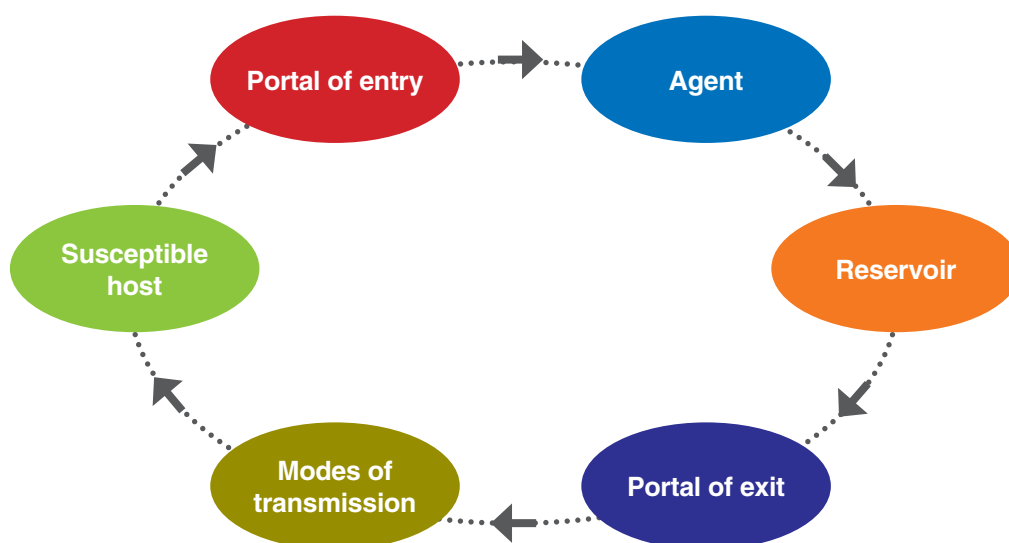 Portal of entry
Agent
Susceptible
host
Reservoir
Modes of
transmission
Portal of exit